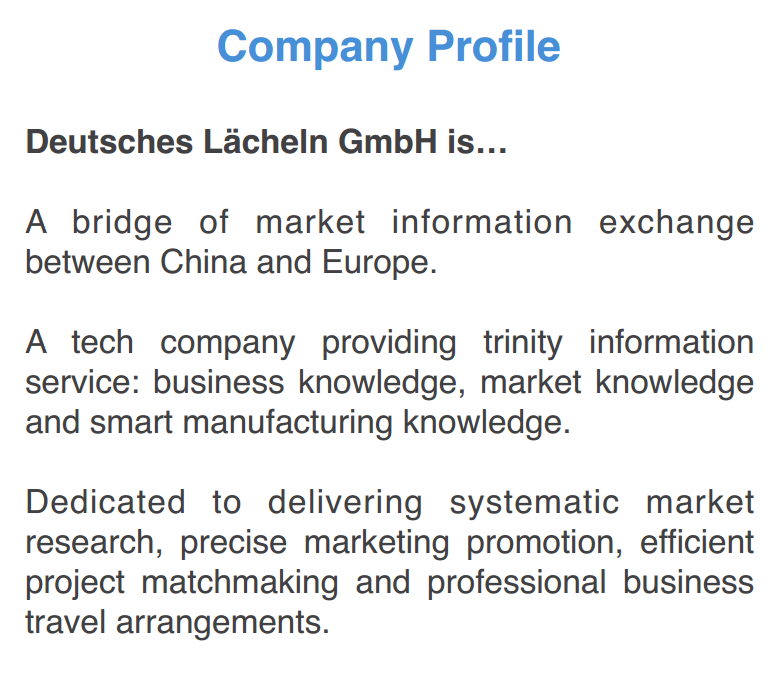 Company Profile
Deutsches Lächeln GmbH is…
A bridge of market information exchange
between China and Europe.
A tech company providing trinity information
service: business knowledge, market knowledge
and smart manufacturing knowledge.
Dedicated to delivering systematic market
research, precise marketing promotion, efficient
project matchmaking and professional business
travel arrangements.